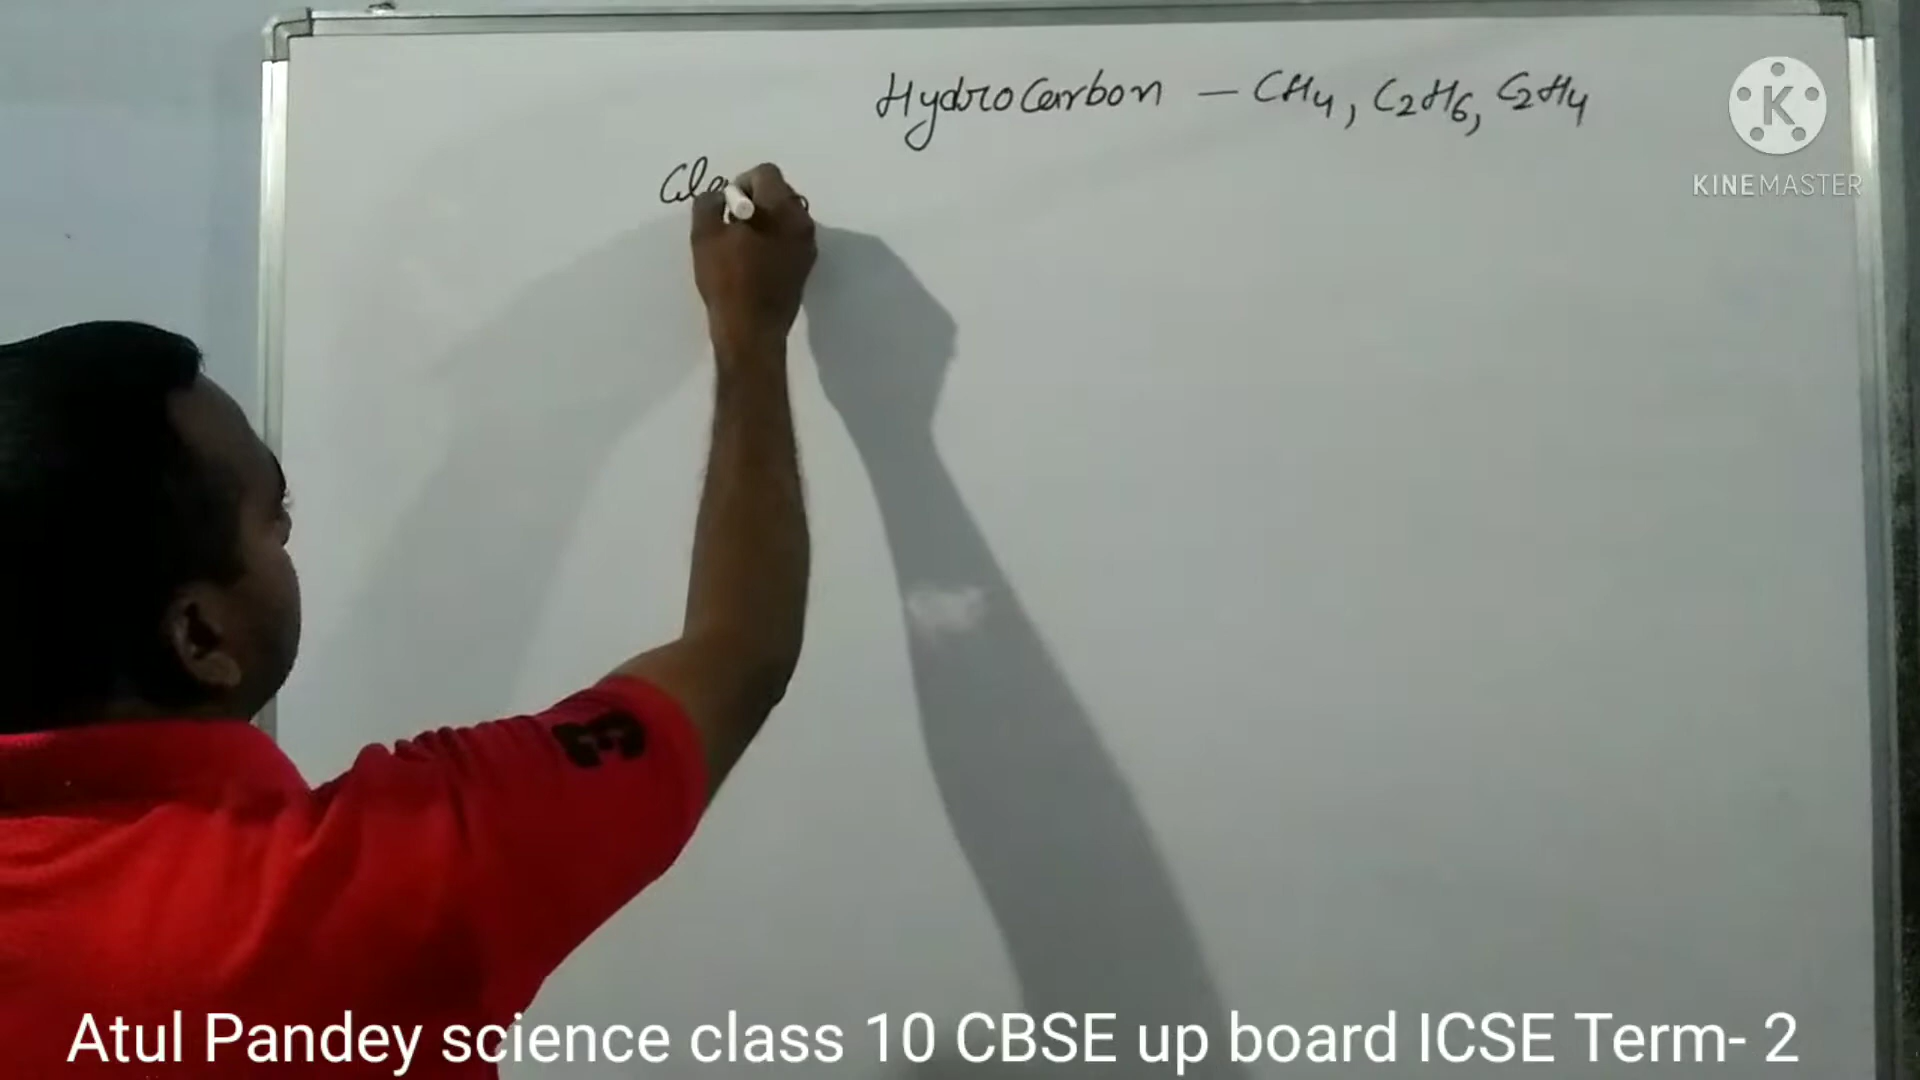 HydroCarbon – CH4, C2H6, C2H4
KINEMASTER
Atul Pandey science class 10 CBSE up board ICSE Term- 2